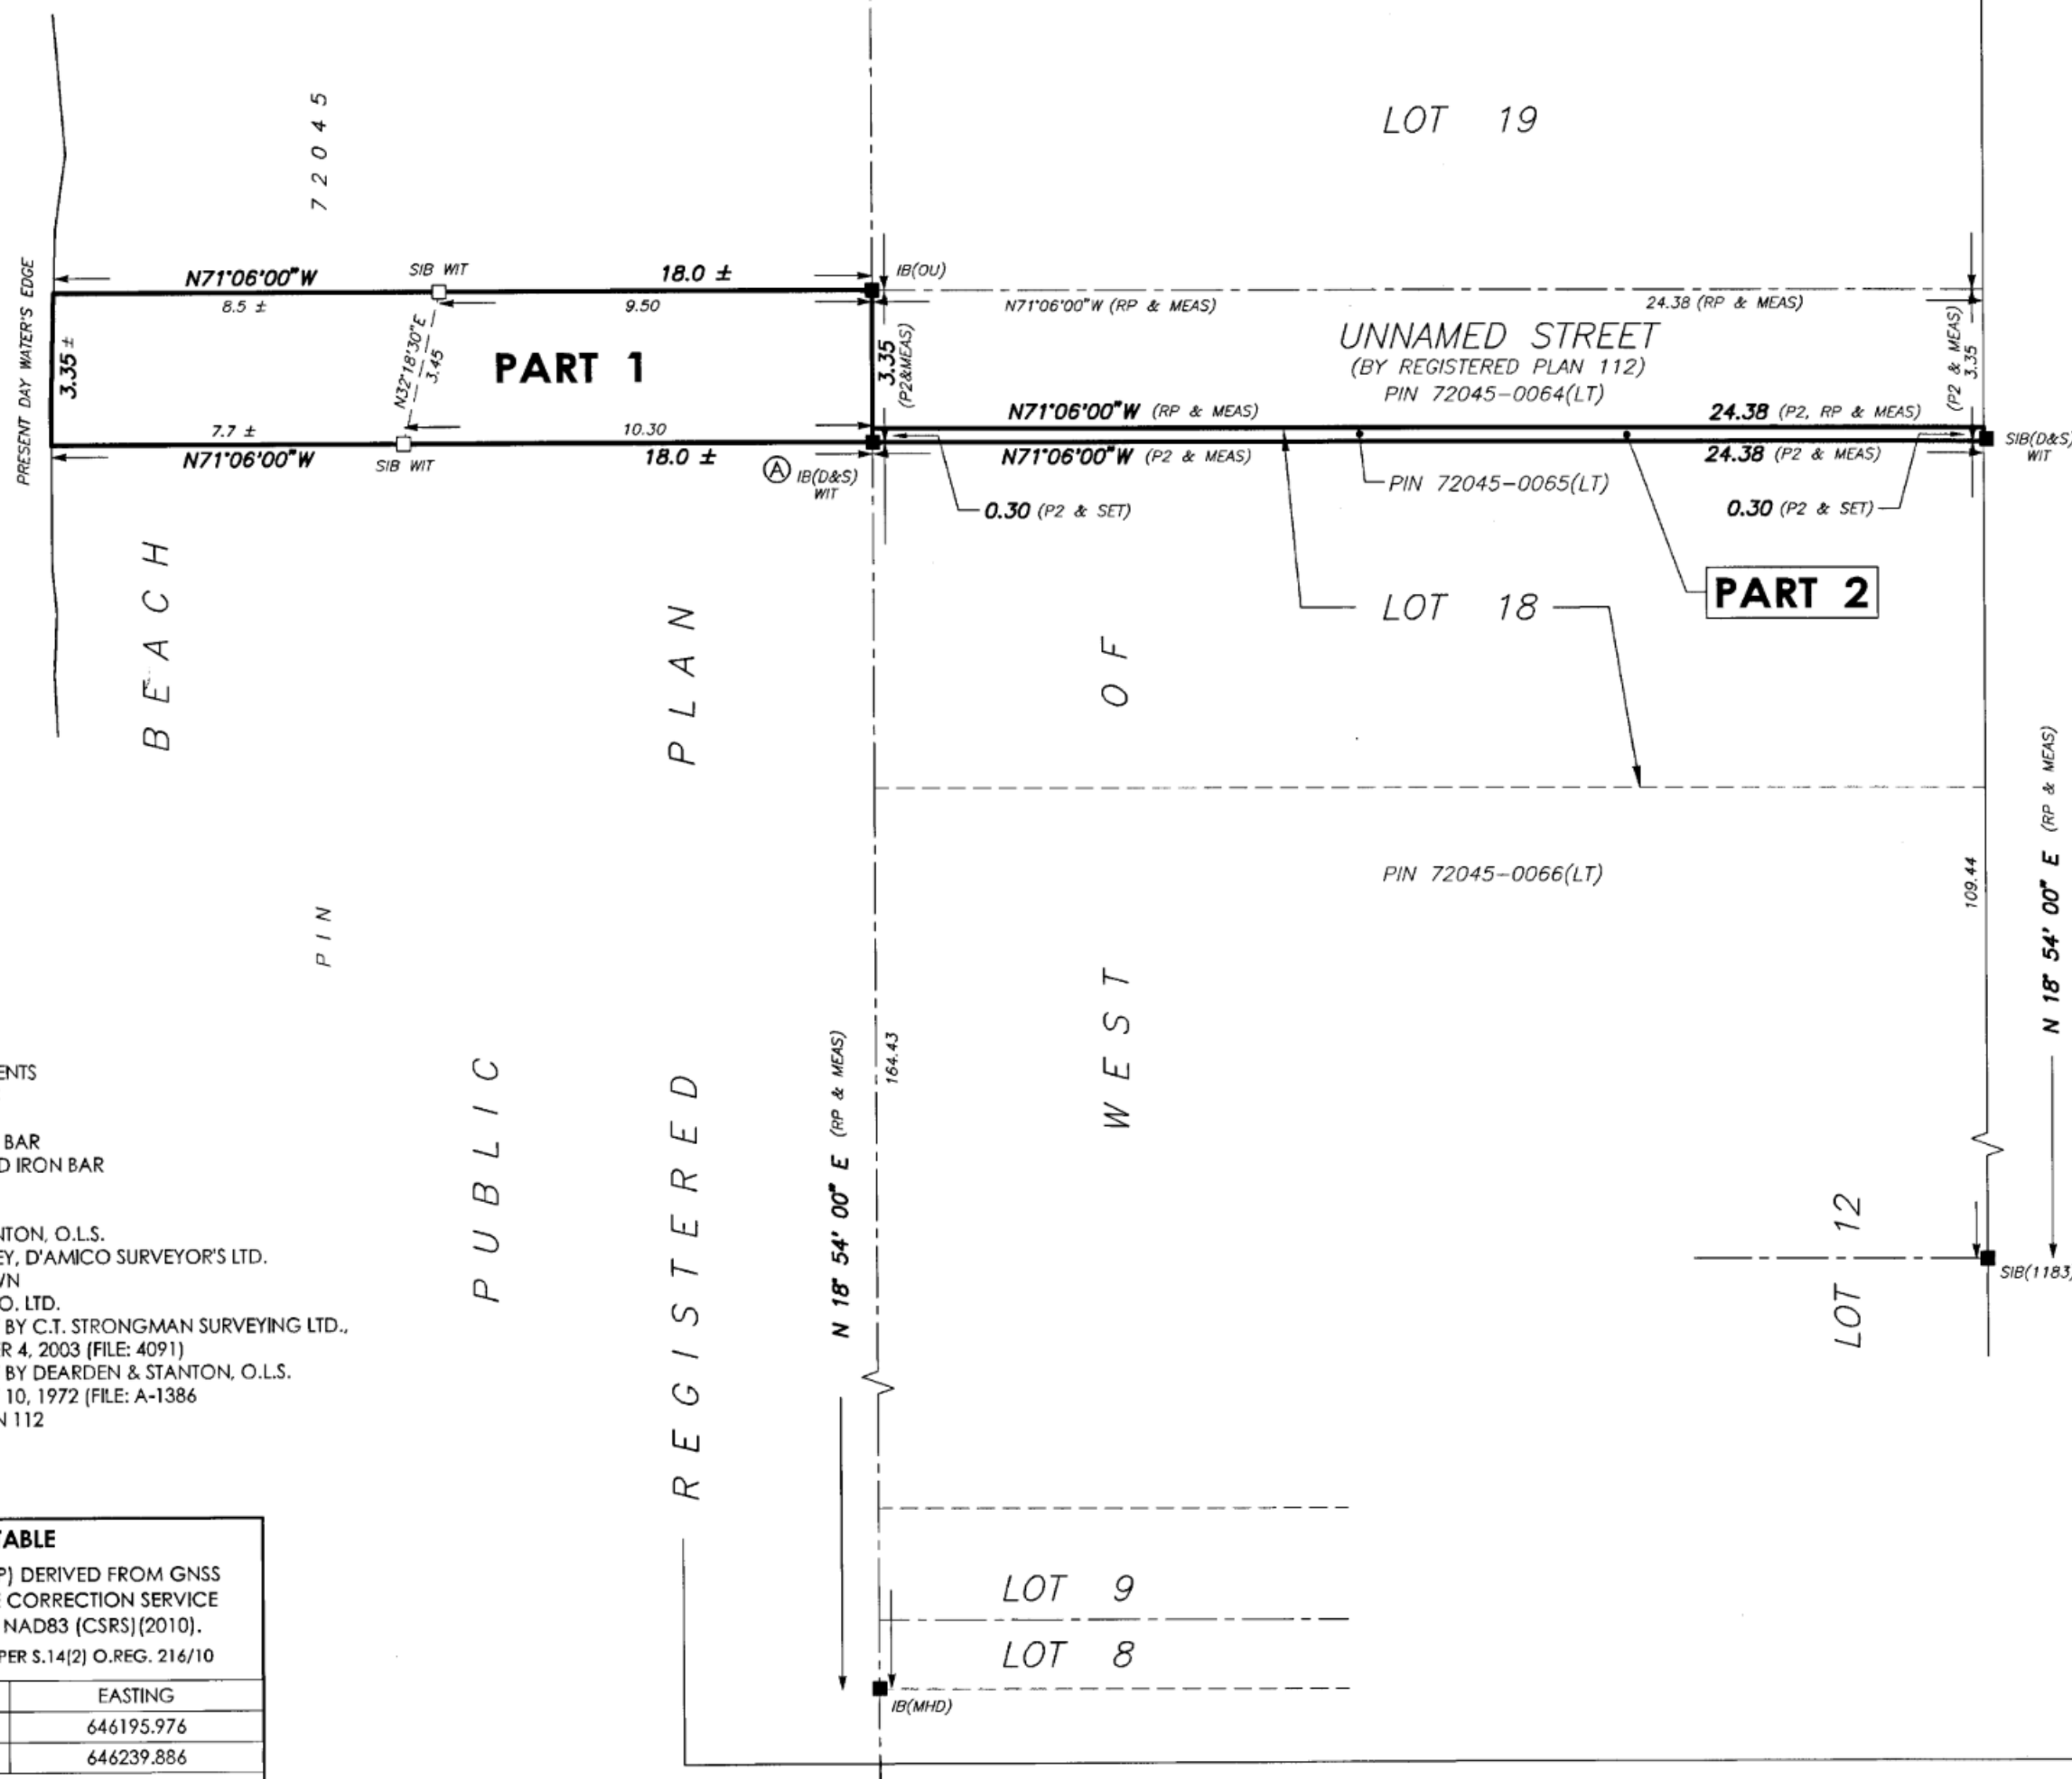 LOT 19
72045
PRESENT DAY WATER'S EDGE
N71°06'00"W
SIB WIT
18.0 ±
IB(OU)
8.5 ±
9.50
N71°06'00"W (RP & MEAS)
24.38 (RP & MEAS)
3.35 ±
N32°18'30"E
3.45
PART 1
3.35
(P2&MEAS)
UNNAMED STREET
(BY REGISTERED PLAN 112)
PIN 72045-0064(LT)
(P2 & MEAS)
3.35
7.7 ±
10.30
N71°06'00"W (RP & MEAS)
24.38 (P2, RP & MEAS)
N71°06'00"W
SIB WIT
18.0 ±
A IB(D&S)
WIT
N71°06'00"W (P2 & MEAS)
24.38 (P2 & MEAS)
SIB(D&S)
WIT
PIN 72045-0065(LT)
0.30 (P2 & SET)
0.30 (P2 & SET)
LOT 18
PART 2
BEACH
PLAN
OF
PIN 72045-0066(LT)
109.44
N 18° 54' 00" E (RP & MEAS)
PIN
PUBLIC
REGISTERED
N 18° 54' 00" E (RP & MEAS)
164.43
WEST
LOT 12
SIB(1183)
ENTS
BAR
D IRON BAR
NTON, O.L.S.
EY, D'AMICO SURVEYOR'S LTD.
WN
O. LTD.
BY C.T. STRONGMAN SURVEYING LTD.,
R 4, 2003 (FILE: 4091)
BY DEARDEN & STANTON, O.L.S.
10, 1972 (FILE: A-1386
N 112
TABLE
P) DERIVED FROM GNSS
E CORRECTION SERVICE
NAD83 (CSRS)(2010).
PER S.14(2) O.REG. 216/10
EASTING
646195.976
646239.886
LOT 9
LOT 8
IB(MHD)